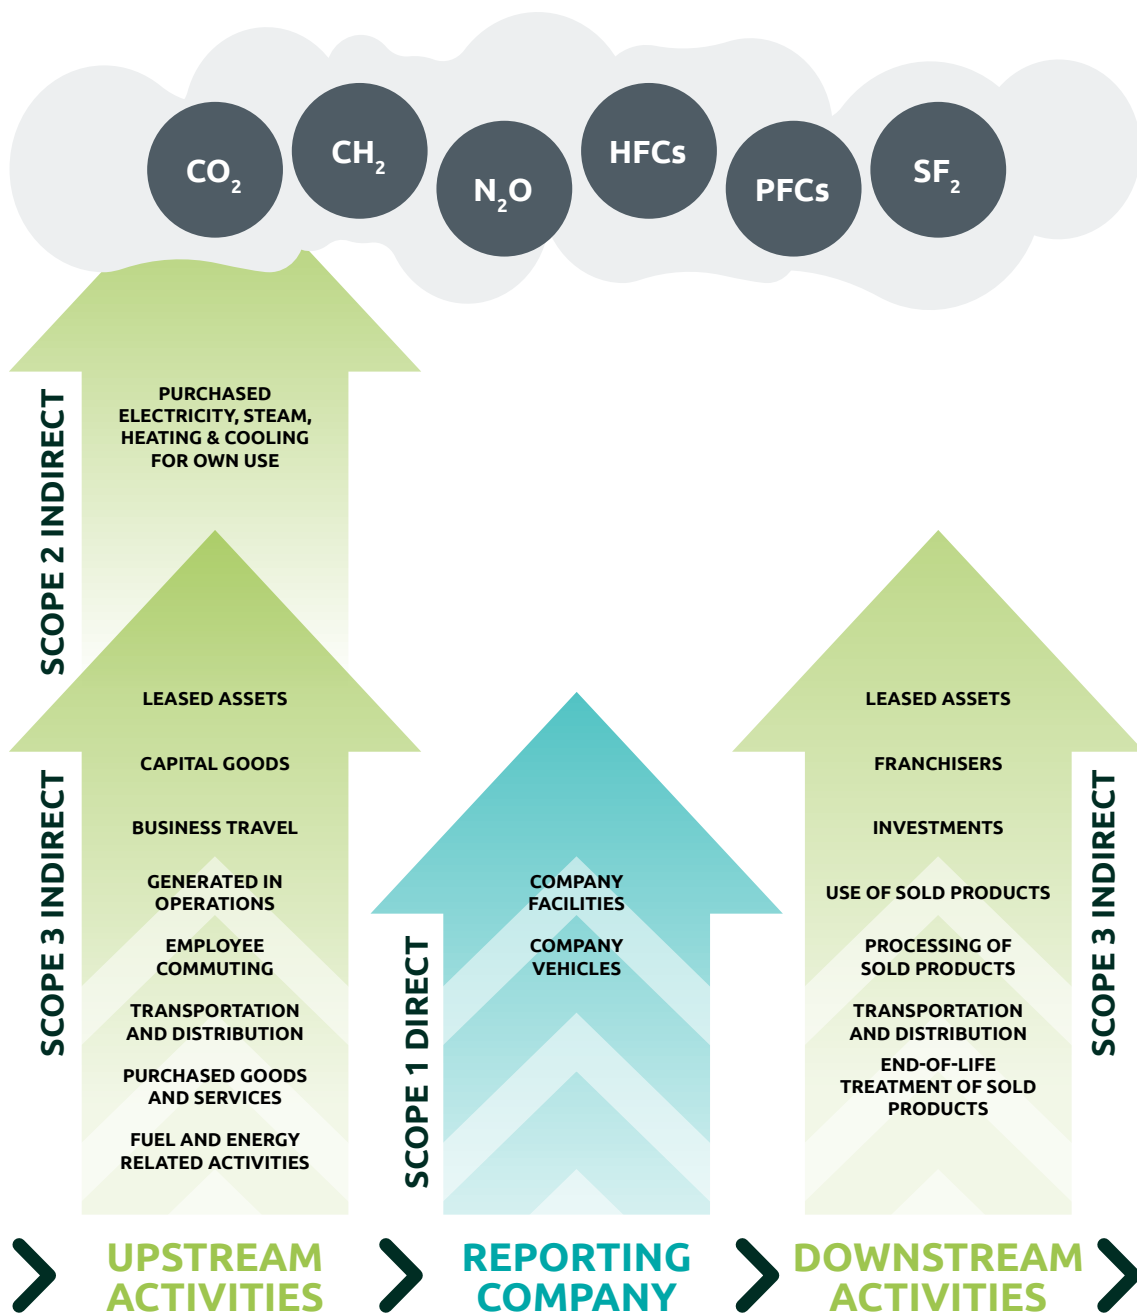 CO₂
CH₂
N₂O
HFCs
PFCs
SF₂
SCOPE 2 INDIRECT
PURCHASED
ELECTRICITY, STEAM,
HEATING & COOLING
FOR OWN USE
SCOPE 3 INDIRECT
LEASED ASSETS
CAPITAL GOODS
BUSINESS TRAVEL
GENERATED IN
OPERATIONS
EMPLOYEE
COMMUTING
TRANSPORTATION
AND DISTRIBUTION
PURCHASED GOODS
AND SERVICES
FUEL AND ENERGY
RELATED ACTIVITIES
SCOPE 1 DIRECT
COMPANY
FACILITIES
COMPANY
VEHICLES
LEASED ASSETS
FRANCHISERS
INVESTMENTS
USE OF SOLD PRODUCTS
PROCESSING OF
SOLD PRODUCTS
TRANSPORTATION
AND DISTRIBUTION
END-OF-LIFE
TREATMENT OF SOLD
PRODUCTS
SCOPE 3 INDIRECT
UPSTREAM
ACTIVITIES
REPORTING
COMPANY
DOWNSTREAM
ACTIVITIES